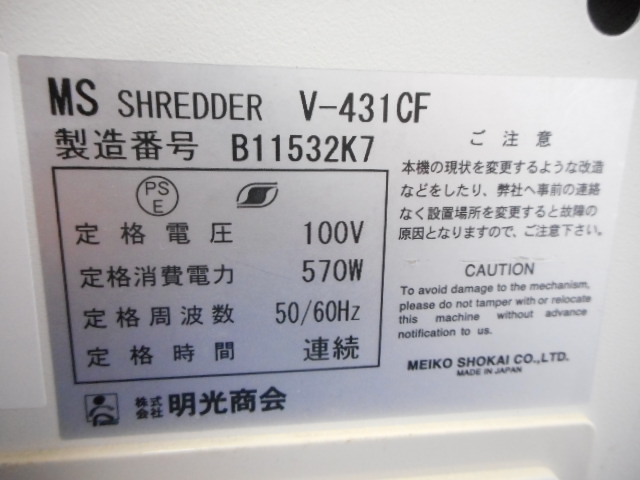 MS SHREDDER V-431CF
製造番号 B11532K7
PS
E
定格電圧 100V
定格消費電力 570W
定格周波数 50/60Hz
定格時間 連続
株式
会社 明光商会
ご注意
本機の現状を変更するような改造
などをしたり、弊社へ事前の連絡
なく設置場所を変更すると故障の
原因となりますので、ご注意下さい。
CAUTION
To avoid damage to the mechanism,
please do not tamper with or relocate
this machine without advance
notification to us.
MEIKO SHOKAI CO.,LTD.
MADE IN JAPAN